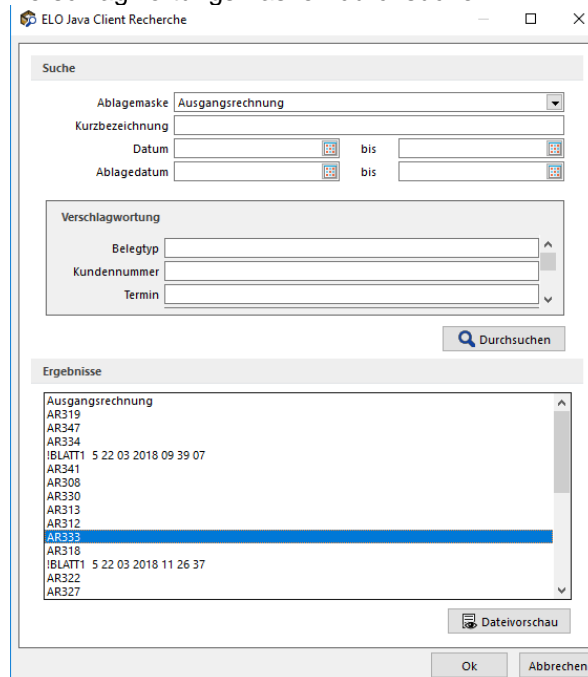 ELO Java Client Recherche
Suche
Ablagemaske Ausgangsrechnung
Kurzbezeichnung
Datum bis
Ablagedatum bis
Verschlagwortung
Belegtyp
Kundennummer
Termin
Durchsuchen
Ergebnisse
Ausgangsrechnung
AR319
AR347
AR334
!BLATT1 5 22 03 2018 09 39 07
AR341
AR308
AR330
AR313
AR312
AR333
AR318
!BLATT1 5 22 03 2018 11 26 37
AR322
AR327
Dateivorschau
Ok Abbrechen